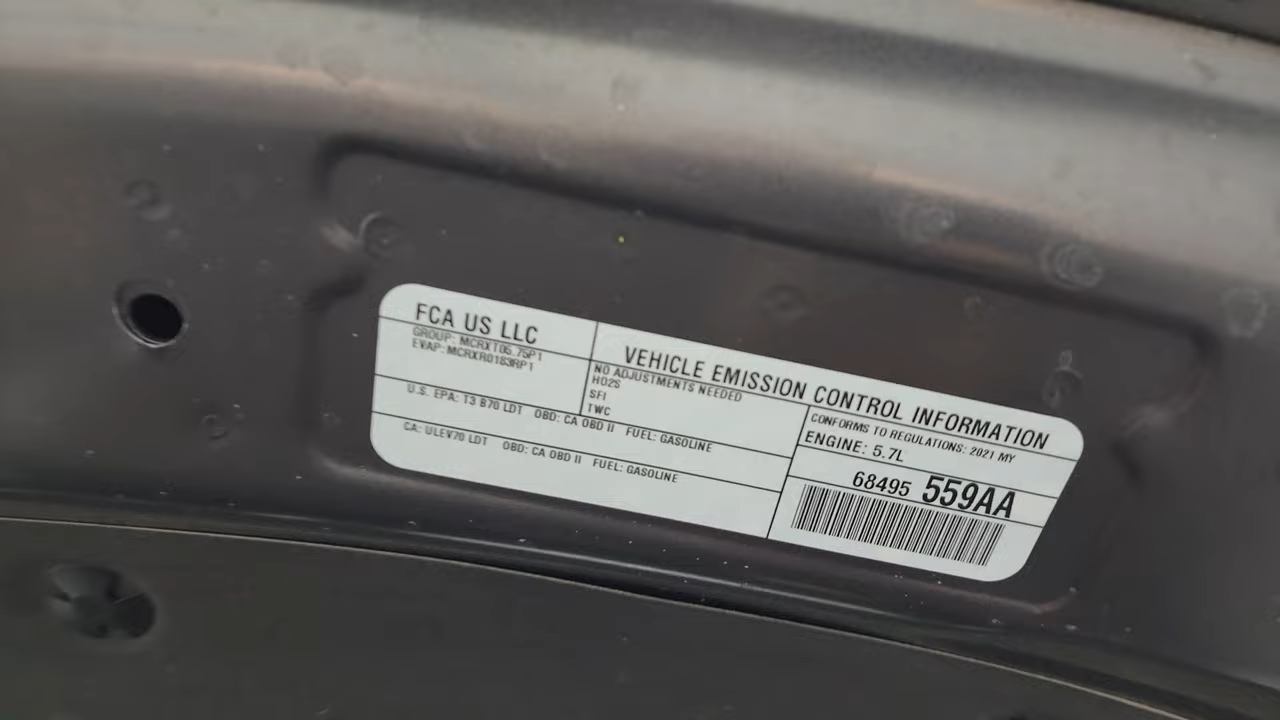 FCA US LLC
GROUP: MCRXT05.75P1
EVAP: MCRXR0183RP1
VEHICLE EMISSION CONTROL INFORMATION
NO ADJUSTMENTS NEEDED
HO2S
SFI
TWC
CONFORMS TO REGULATIONS: 2021 MY
ENGINE: 5.7L
U.S. EPA: T3 B70 LDT OBD: CA OBD II FUEL: GASOLINE
CA: ULEV70 LDT OBD: CA OBD II FUEL: GASOLINE
68495 559AA